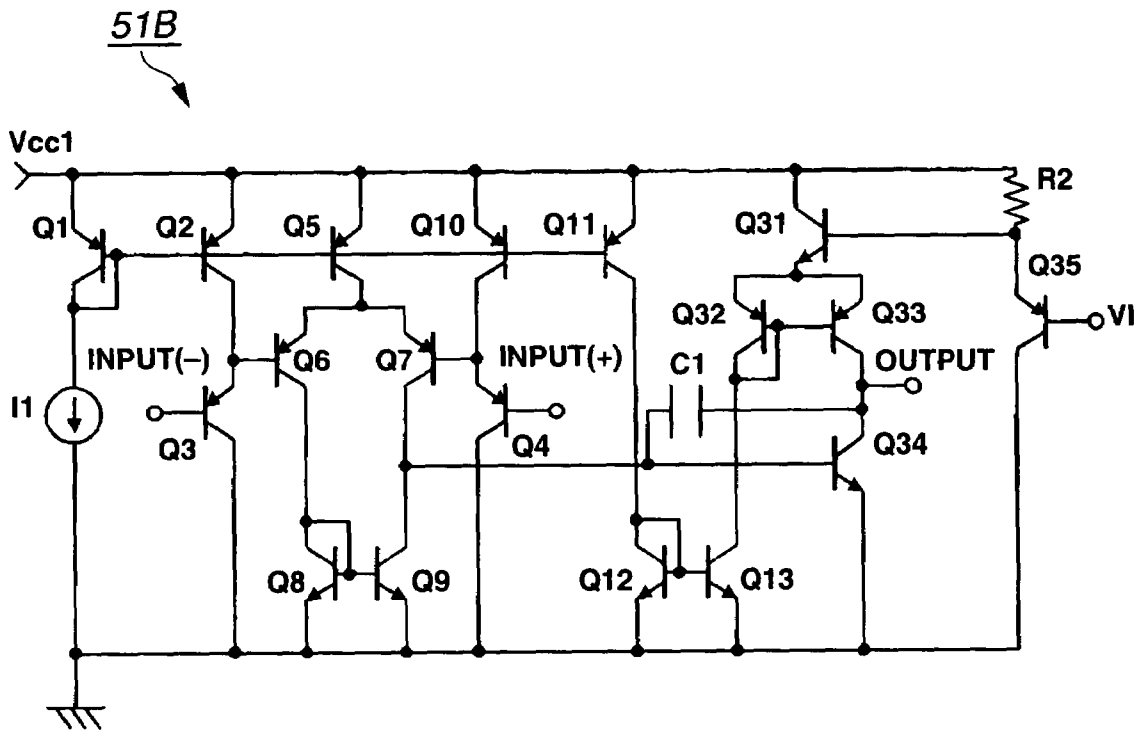 51B
Vcc1
R2
Q1
Q2
Q5
Q10
Q11
Q31
Q35
Q32
Q33
VI
INPUT(−)
Q6
Q7
INPUT(+)
C1
OUTPUT
I1
Q3
Q4
Q34
Q8
Q9
Q12
Q13